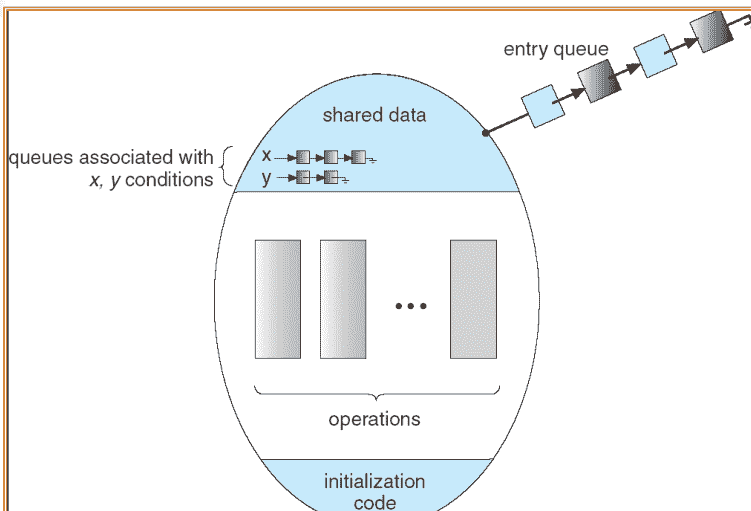 entry queue
shared data
queues associated with
x, y conditions
x
y
operations
initialization
code